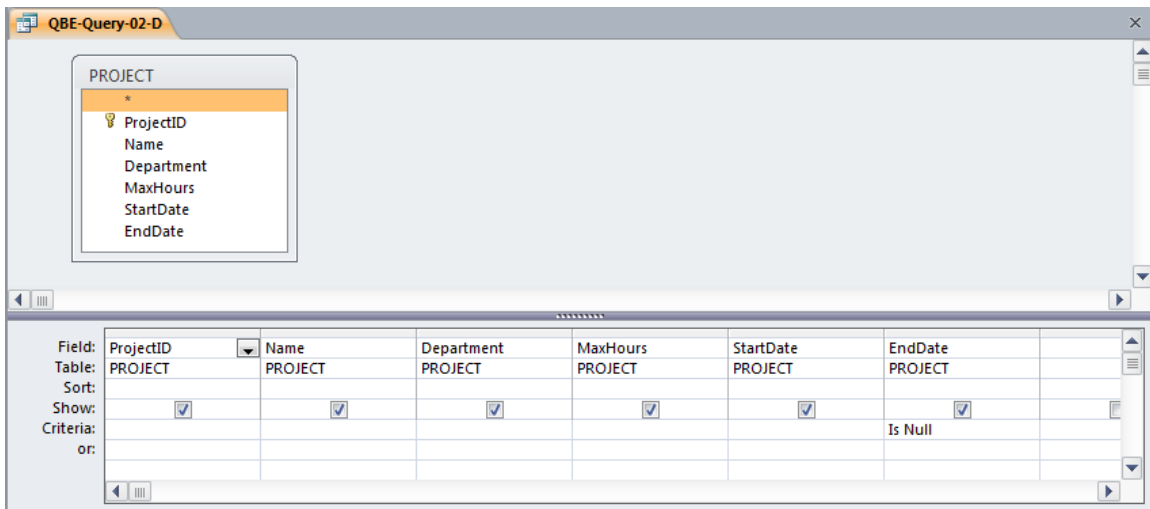 QBE-Query-02-D
PROJECT
*
ProjectID
Name
Department
MaxHours
StartDate
EndDate
Field: ProjectID Name Department MaxHours StartDate EndDate
Table: PROJECT PROJECT PROJECT PROJECT PROJECT PROJECT
Sort:
Show:
Criteria: Is Null
or: